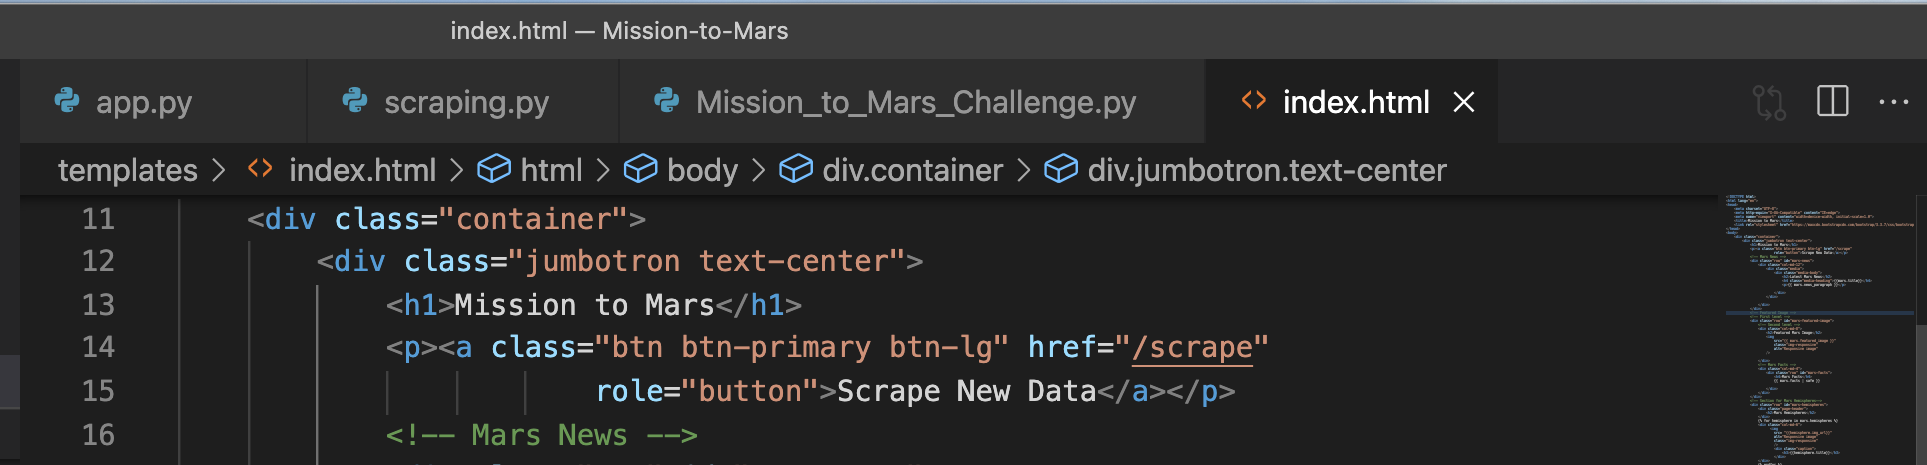 index.html — Mission-to-Mars
app.py scraping.py Mission_to_Mars_Challenge.py index.html
templates > index.html > html > body > div.container > div.jumbotron.text-center
11 <div class="container">
12 <div class="jumbotron text-center">
13 <h1>Mission to Mars</h1>
14 <p><a class="btn btn-primary btn-lg" href="/scrape"
15 role="button">Scrape New Data</a></p>
16 <!-- Mars News -->